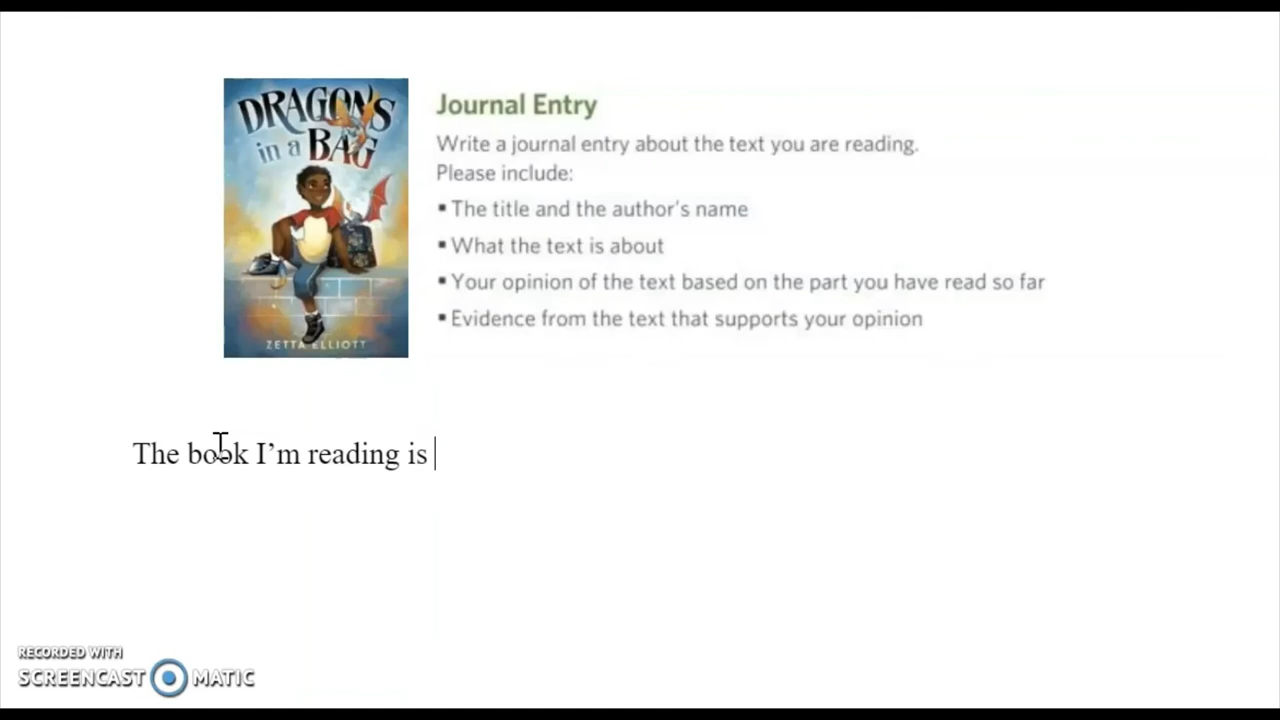 DRAGONS
in a BAG
ZETTA ELLIOTT
Journal Entry
Write a journal entry about the text you are reading.
Please include:
▪ The title and the author's name
▪ What the text is about
▪ Your opinion of the text based on the part you have read so far
▪ Evidence from the text that supports your opinion
The book I’m reading is
RECORDED WITH
SCREENCAST MATIC